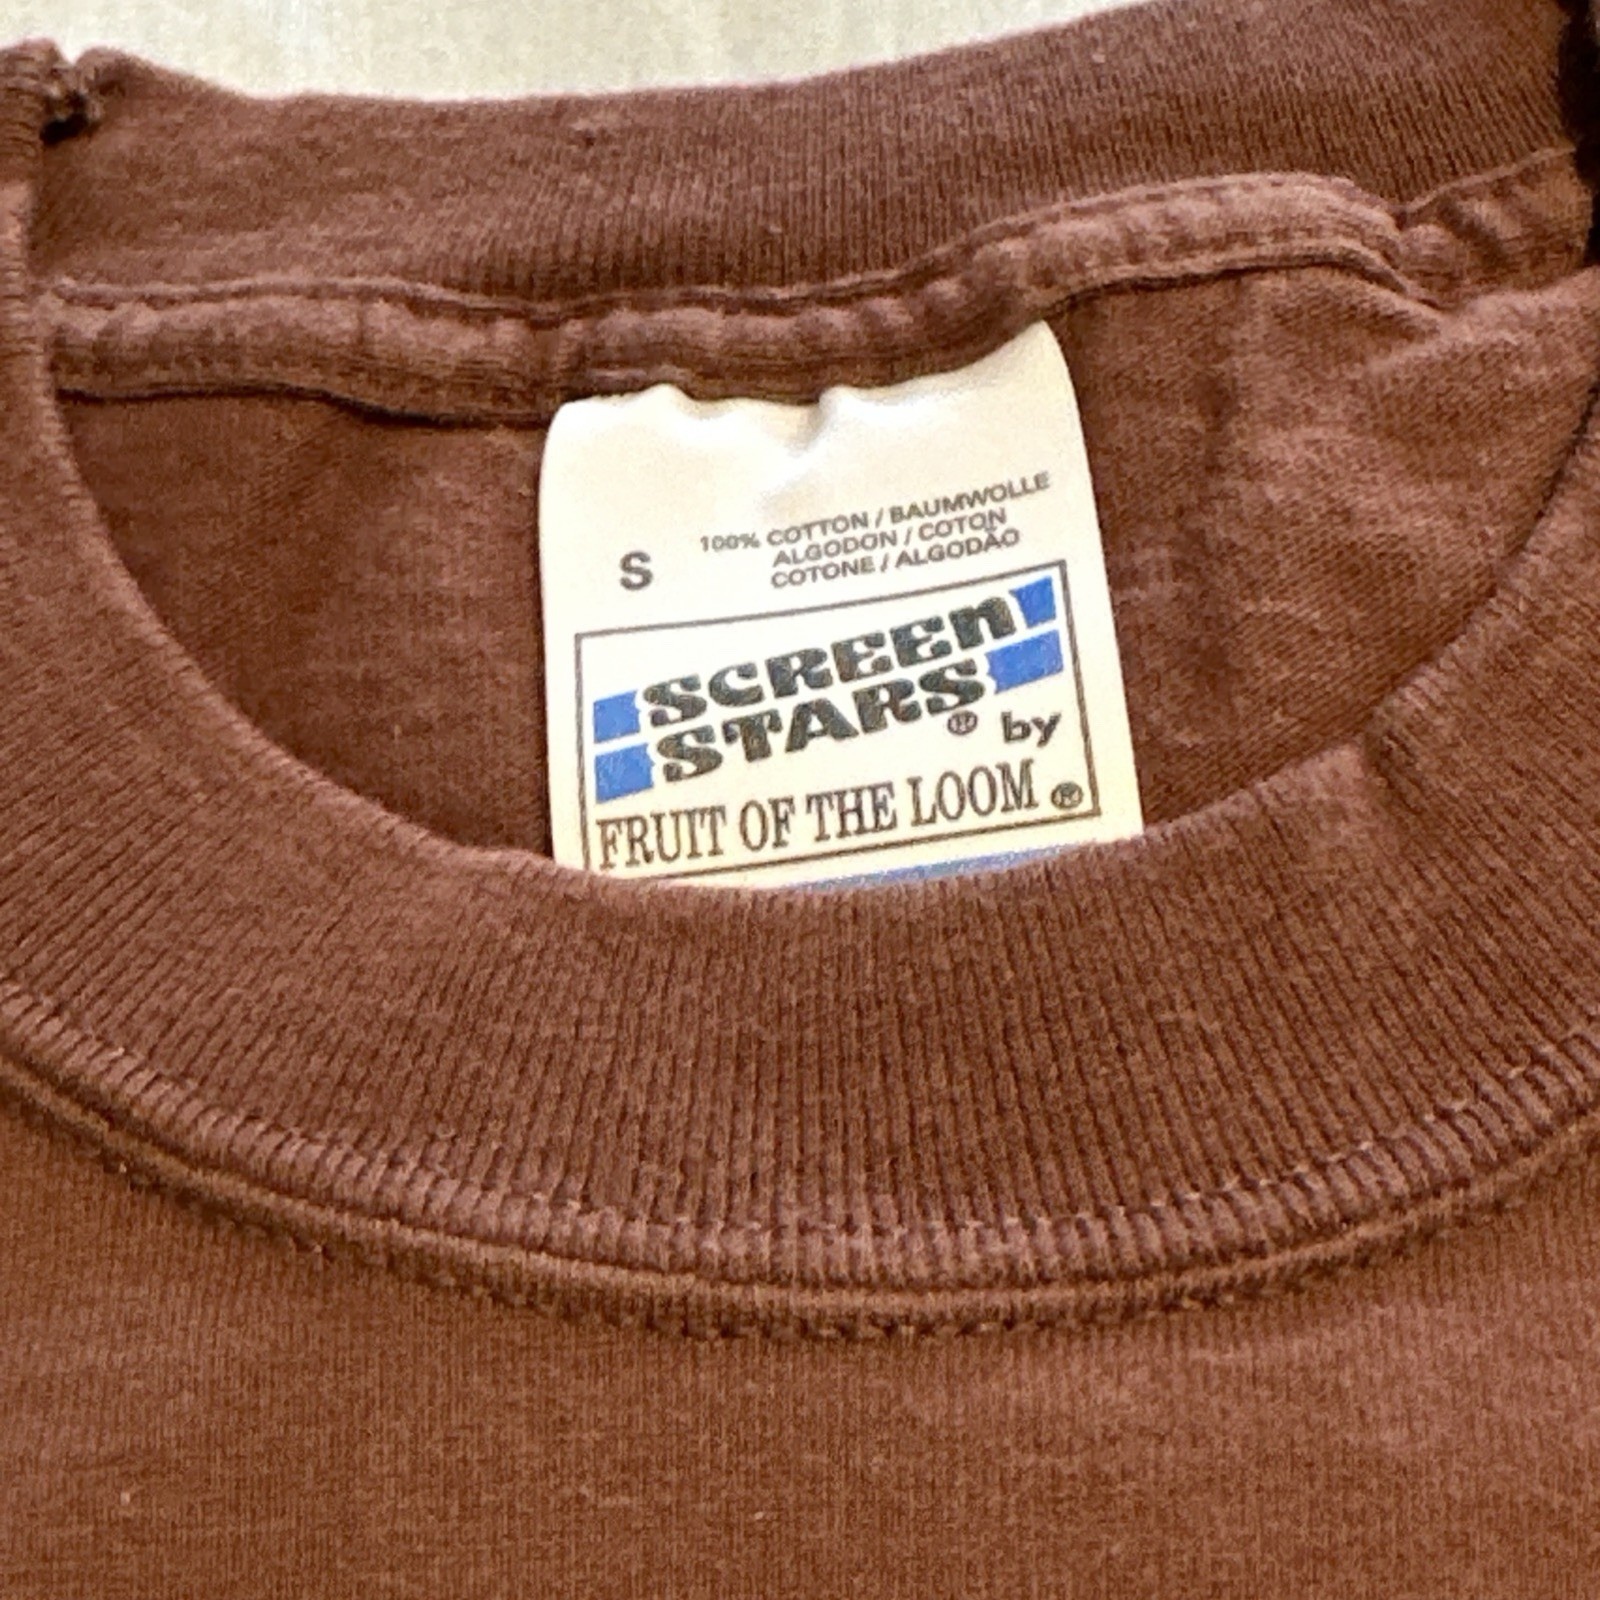 S
100% COTTON / BAUMWOLLE
ALGODON / COTON
COTONE / ALGODÃO
SCREEN
STARS® by
FRUIT OF THE LOOM®